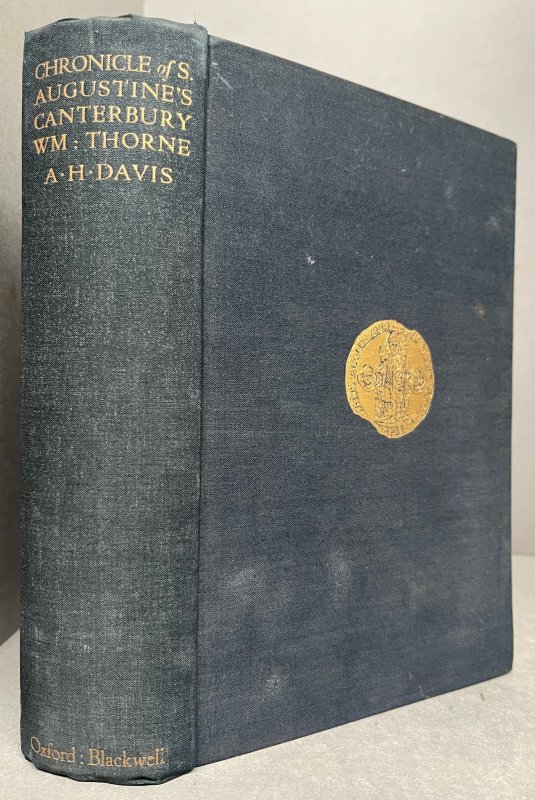 CHRONICLE of S.
AUGUSTINE'S
CANTERBURY
WM: THORNE
A·H·DAVIS
Oxford : Blackwell